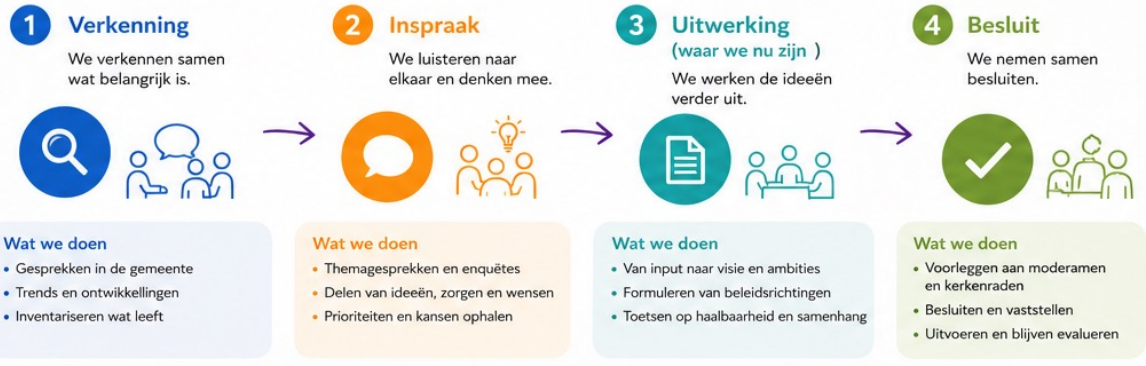 1 Verkenning
We verkennen samen
wat belangrijk is.
Wat we doen
• Gesprekken in de gemeente
• Trends en ontwikkellingen
• Inventariseren wat leeft
2 Inspraak
We luisteren naar
elkaar en denken mee.
Wat we doen
• Themagesprekken en enquêtes
• Delen van ideeën, zorgen en wensen
• Prioriteiten en kansen ophalen
3 Uitwerking
(waar we nu zijn )
We werken de ideeën
verder uit.
Wat we doen
• Van input naar visie en ambities
• Formuleren van beleidsrichtingen
• Toetsen op haalbaarheid en samenhang
4 Besluit
We nemen samen
besluiten.
Wat we doen
• Voorleggen aan moderamen
en kerkenraden
• Besluiten en vaststellen
• Uitvoeren en blijven evalueren